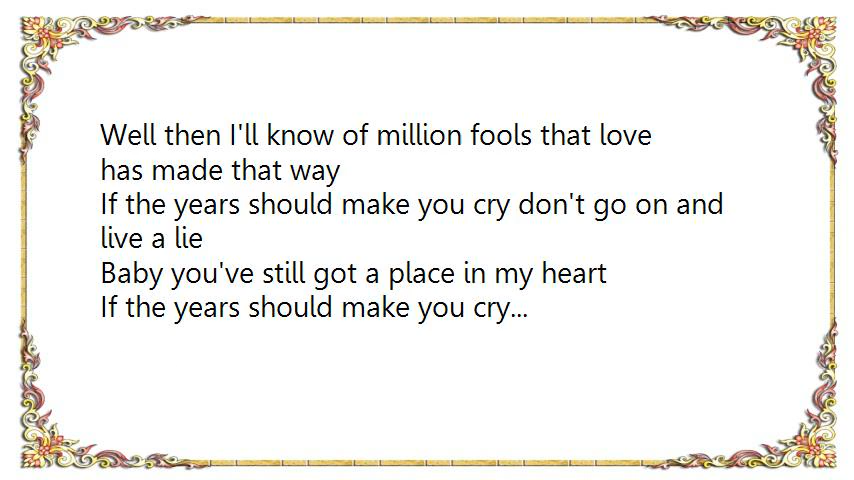 Well then I'll know of million fools that love
has made that way
If the years should make you cry don't go on and
live a lie
Baby you've still got a place in my heart
If the years should make you cry...